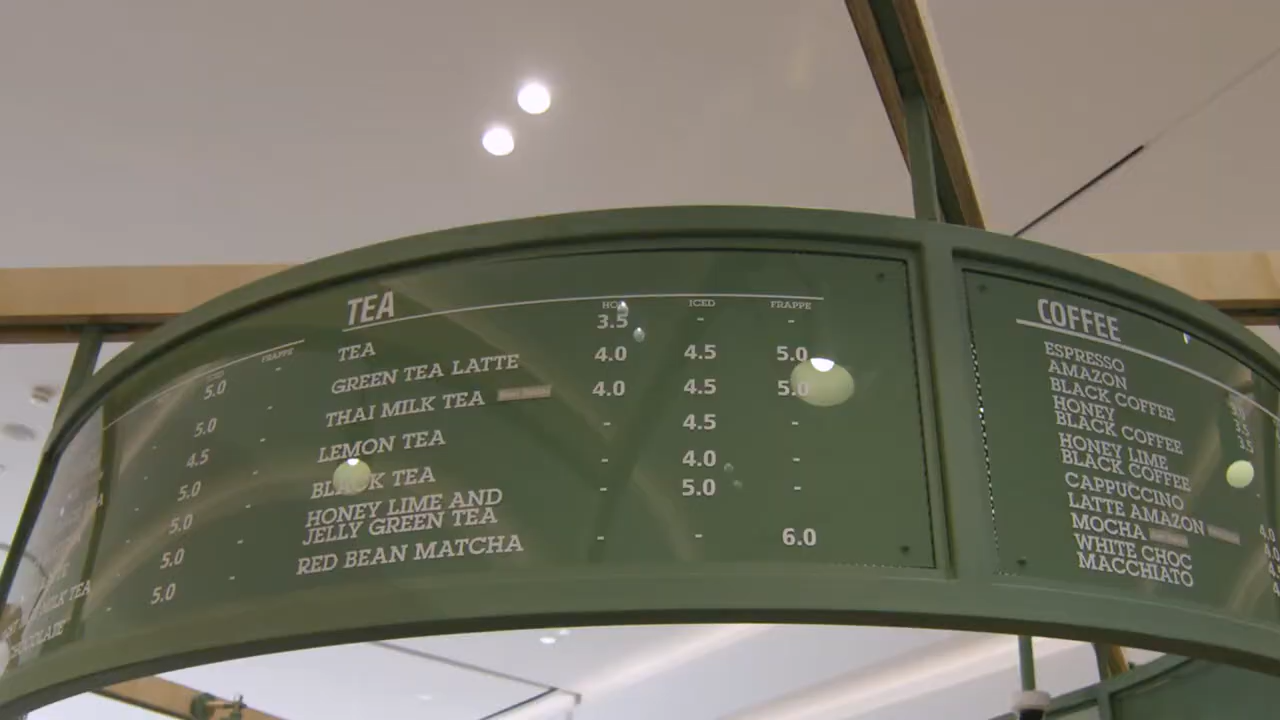 TEA
HOT ICED FRAPPE
TEA 3.5 - -
GREEN TEA LATTE 4.0 4.5 5.0
THAI MILK TEA 4.0 4.5 5.0
LEMON TEA - 4.5 -
BLACK TEA - 4.0 -
HONEY LIME AND
JELLY GREEN TEA - 5.0 -
RED BEAN MATCHA - - 6.0
COFFEE
ESPRESSO
AMAZON
BLACK COFFEE
HONEY
BLACK COFFEE
HONEY LIME
BLACK COFFEE
CAPPUCCINO
LATTE AMAZON
MOCHA
WHITE CHOC
MACCHIATO
FRAPPE
5.0 -
- 5.0 -
- 4.5 -
- 5.0 -
- 5.0 -
- 5.0 -
- 5.0 -
MILK TEA